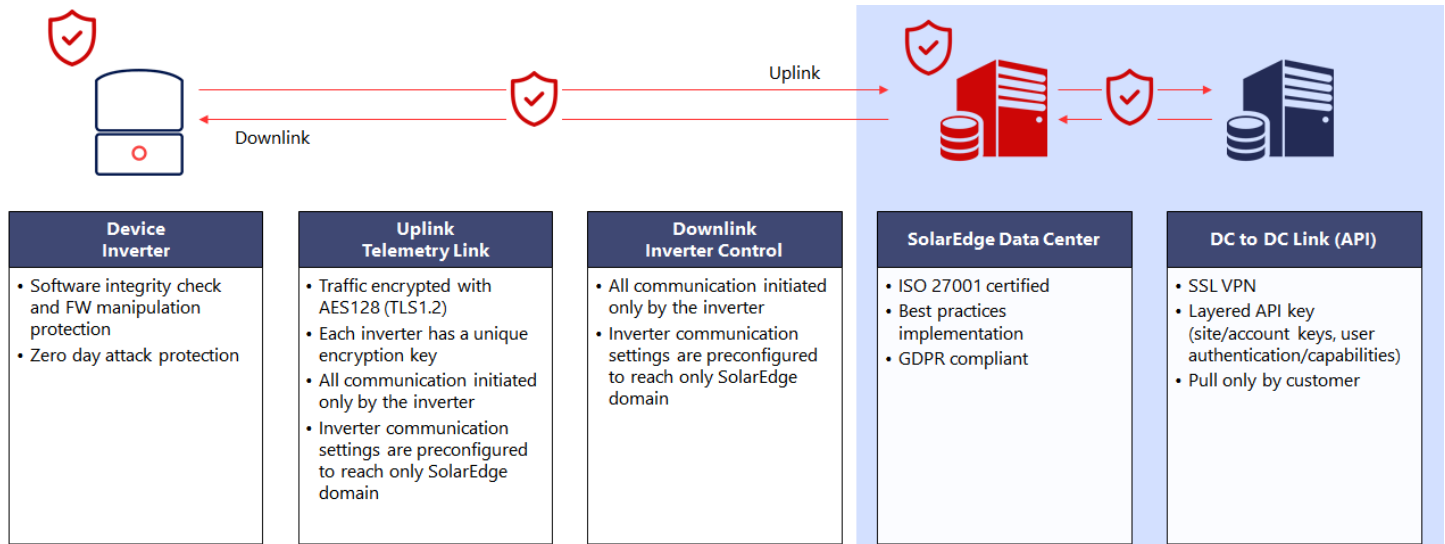 Uplink
Downlink
Device
Inverter
• Software integrity check
and FW manipulation
protection
• Zero day attack protection
Uplink
Telemetry Link
• Traffic encrypted with
AES128 (TLS1.2)
• Each inverter has a unique
encryption key
• All communication initiated
only by the inverter
• Inverter communication
settings are preconfigured
to reach only SolarEdge
domain
Downlink
Inverter Control
• All communication initiated
only by the inverter
• Inverter communication
settings are preconfigured
to reach only SolarEdge
domain
SolarEdge Data Center
• ISO 27001 certified
• Best practices
implementation
• GDPR compliant
DC to DC Link (API)
• SSL VPN
• Layered API key
(site/account keys, user
authentication/capabilities)
• Pull only by customer